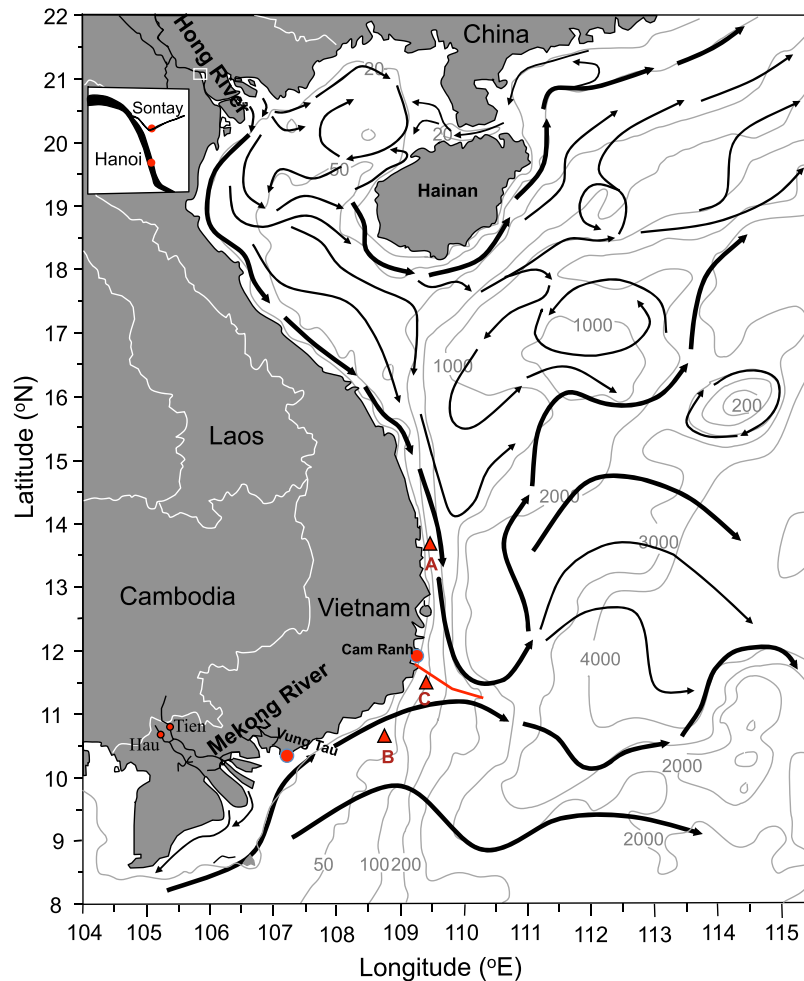 22
21
20
19
18
17
16
15
14
13
12
11
10
9
8
Latitude (°N)
104
105
106
107
108
109
110
111
112
113
114
115
Longitude (°E)
China
Hong River
Sontay
Hanoi
Hainan
Laos
Cambodia
Vietnam
Cam Ranh
Mekong River
Yung Tau
Tien
Hau
A
B
C
20
20
50
1000
1000
200
2000
3000
4000
2000
2000
50
100
200